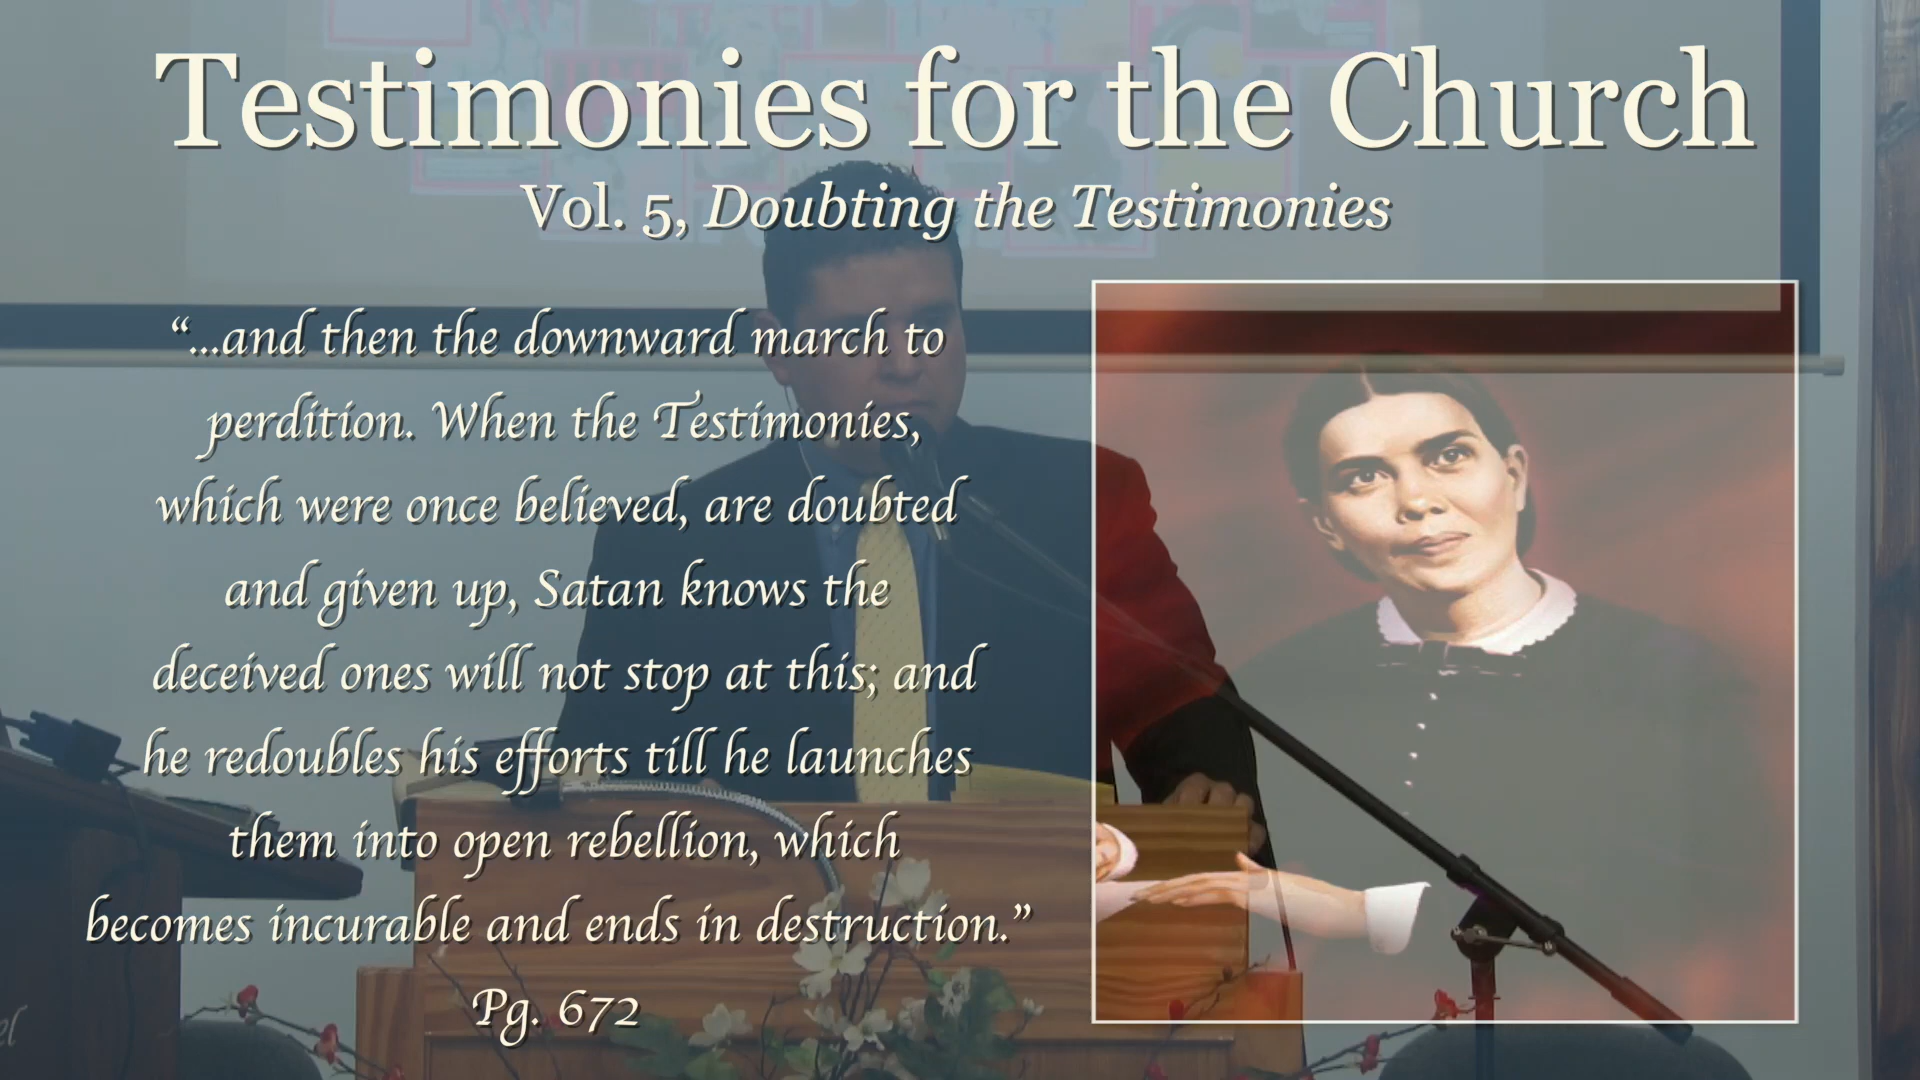 Testimonies for the Church
Vol. 5, Doubting the Testimonies
“...and then the downward march to
perdition. When the Testimonies,
which were once believed, are doubted
and given up, Satan knows the
deceived ones will not stop at this; and
he redoubles his efforts till he launches
them into open rebellion, which
becomes incurable and ends in destruction.”
Pg. 672